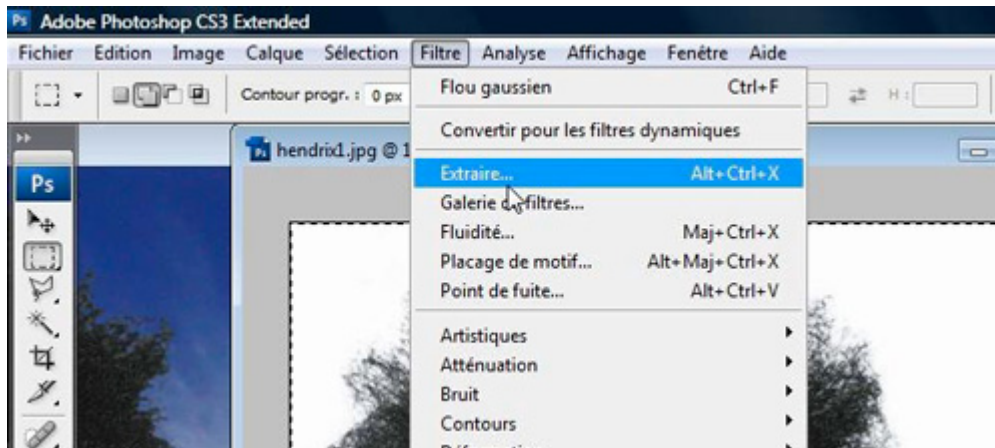 Ps Adobe Photoshop CS3 Extended
Fichier Edition Image Calque Sélection Filtre Analyse Affichage Fenêtre Aide
Contour progr. : 0 px
H :
Flou gaussien Ctrl+F
Convertir pour les filtres dynamiques
hendrix1.jpg @ 1
Extraire... Alt+Ctrl+X
Ps
Galerie filtres...
Fluidité... Maj+Ctrl+X
Placage de motif... Alt+Maj+Ctrl+X
Point de fuite... Alt+Ctrl+V
Artistiques
Atténuation
Bruit
Contours